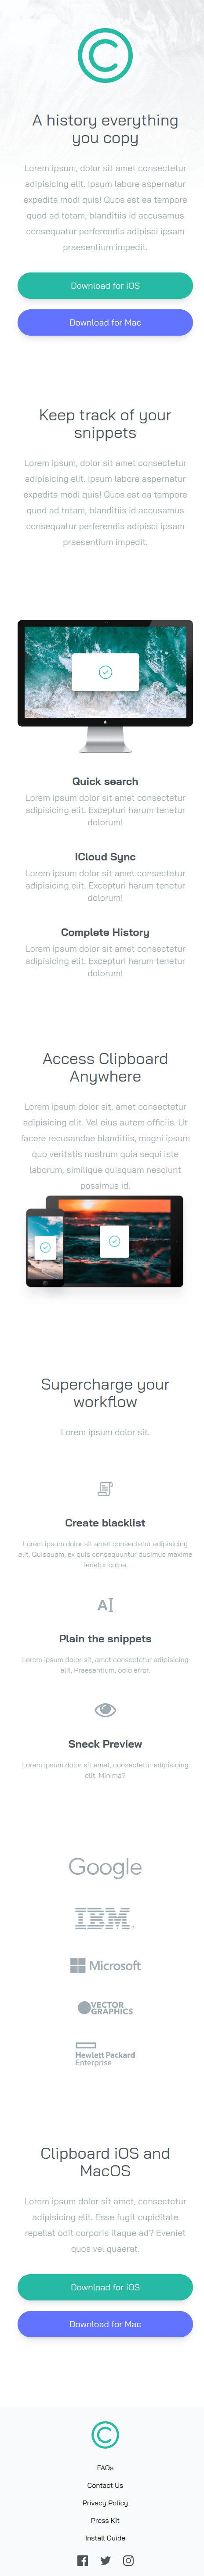 A history everything
you copy
Lorem ipsum, dolor sit amet consectetur
adipisicing elit. Ipsum labore aspernatur
expedita modi quis! Quos est ea tempore
quod ad totam, blanditiis id accusamus
consequatur perferendis adipisci ipsam
praesentium impedit.
Download for iOS
Download for Mac
Keep track of your
snippets
Lorem ipsum, dolor sit amet consectetur
adipisicing elit. Ipsum labore aspernatur
expedita modi quis! Quos est ea tempore
quod ad totam, blanditiis id accusamus
consequatur perferendis adipisci ipsam
praesentium impedit.
Quick search
Lorem ipsum dolor sit amet consectetur
adipisicing elit. Excepturi harum tenetur
dolorum!
iCloud Sync
Lorem ipsum dolor sit amet consectetur
adipisicing elit. Excepturi harum tenetur
dolorum!
Complete History
Lorem ipsum dolor sit amet consectetur
adipisicing elit. Excepturi harum tenetur
dolorum!
Access Clipboard
Anywhere
Lorem ipsum dolor sit, amet consectetur
adipisicing elit. Vel eius autem officiis. Ut
facere recusandae blanditiis, magni ipsum
quo veritatis nostrum quia sequi iste
laborum, similique quisquam nesciunt
possimus id.
Supercharge your
workflow
Lorem ipsum dolor sit.
Create blacklist
Lorem ipsum dolor sit amet consectetur adipisicing
elit. Quisquam, ex quis consequuntur ducimus maxime
tenetur culpa.
Plain the snippets
Lorem ipsum dolor sit, amet consectetur adipisicing
elit. Praesentium, odio error.
Sneck Preview
Lorem ipsum dolor sit amet, consectetur adipisicing
elit. Minima?
Google
IBM
Microsoft
VECTOR
GRAPHICS
Hewlett Packard
Enterprise
Clipboard iOS and
MacOS
Lorem ipsum dolor sit amet, consectetur
adipisicing elit. Esse fugit cupiditate
repellat odit corporis itaque ad? Eveniet
quos vel quaerat.
Download for iOS
Download for Mac
FAQs
Contact Us
Privacy Policy
Press Kit
Install Guide